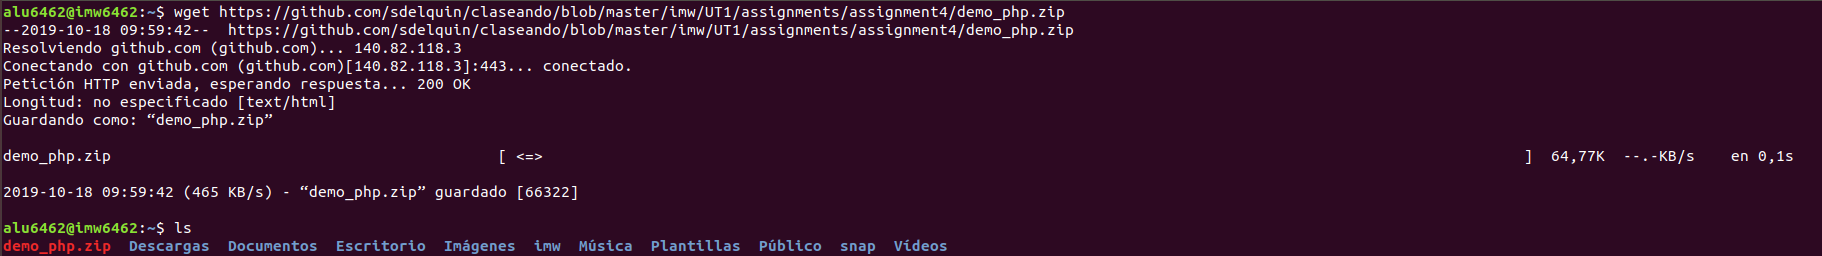 alu6462@imw6462:~$ wget https://github.com/sdelquin/claseando/blob/master/imw/UT1/assignments/assignment4/demo_php.zip
--2019-10-18 09:59:42--  https://github.com/sdelquin/claseando/blob/master/imw/UT1/assignments/assignment4/demo_php.zip
Resolviendo github.com (github.com)... 140.82.118.3
Conectando con github.com (github.com)[140.82.118.3]:443... conectado.
Petición HTTP enviada, esperando respuesta... 200 OK
Longitud: no especificado [text/html]
Guardando como: “demo_php.zip”
demo_php.zip [ <=> ] 64,77K --.-KB/s en 0,1s
2019-10-18 09:59:42 (465 KB/s) - “demo_php.zip” guardado [66322]
alu6462@imw6462:~$ ls
demo_php.zip  Descargas  Documentos  Escritorio  Imágenes  imw  Música  Plantillas  Público  snap  Vídeos